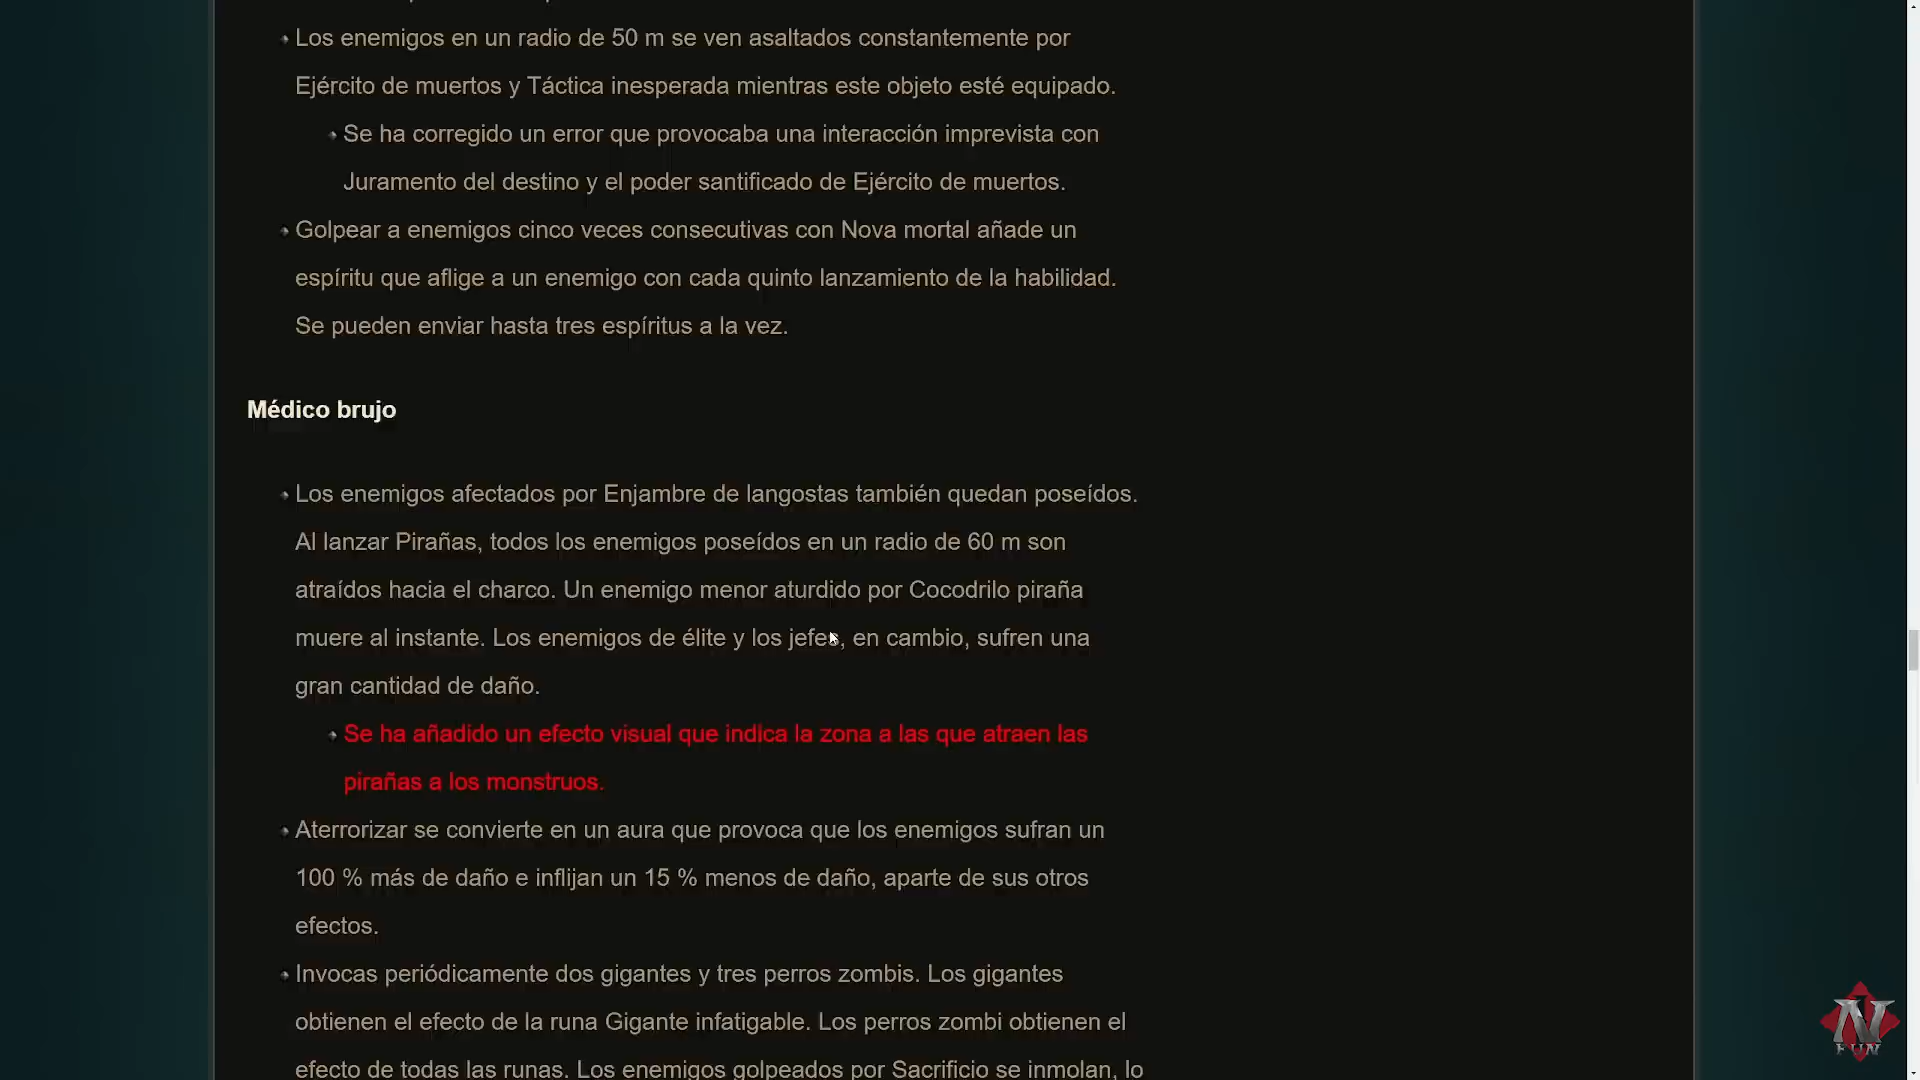 Los enemigos en un radio de 50 m se ven asaltados constantemente por
Ejército de muertos y Táctica inesperada mientras este objeto esté equipado.
Se ha corregido un error que provocaba una interacción imprevista con
Juramento del destino y el poder santificado de Ejército de muertos.
Golpear a enemigos cinco veces consecutivas con Nova mortal añade un
espíritu que aflige a un enemigo con cada quinto lanzamiento de la habilidad.
Se pueden enviar hasta tres espíritus a la vez.
Médico brujo
Los enemigos afectados por Enjambre de langostas también quedan poseídos.
Al lanzar Pirañas, todos los enemigos poseídos en un radio de 60 m son
atraídos hacia el charco. Un enemigo menor aturdido por Cocodrilo piraña
muere al instante. Los enemigos de élite y los jefes, en cambio, sufren una
gran cantidad de daño.
Se ha añadido un efecto visual que indica la zona a las que atraen las
pirañas a los monstruos.
Aterrorizar se convierte en un aura que provoca que los enemigos sufran un
100 % más de daño e inflijan un 15 % menos de daño, aparte de sus otros
efectos.
Invocas periódicamente dos gigantes y tres perros zombis. Los gigantes
obtienen el efecto de la runa Gigante infatigable. Los perros zombi obtienen el
efecto de todas las runas. Los enemigos golpeados por Sacrificio se inmolan, lo
N
FUN